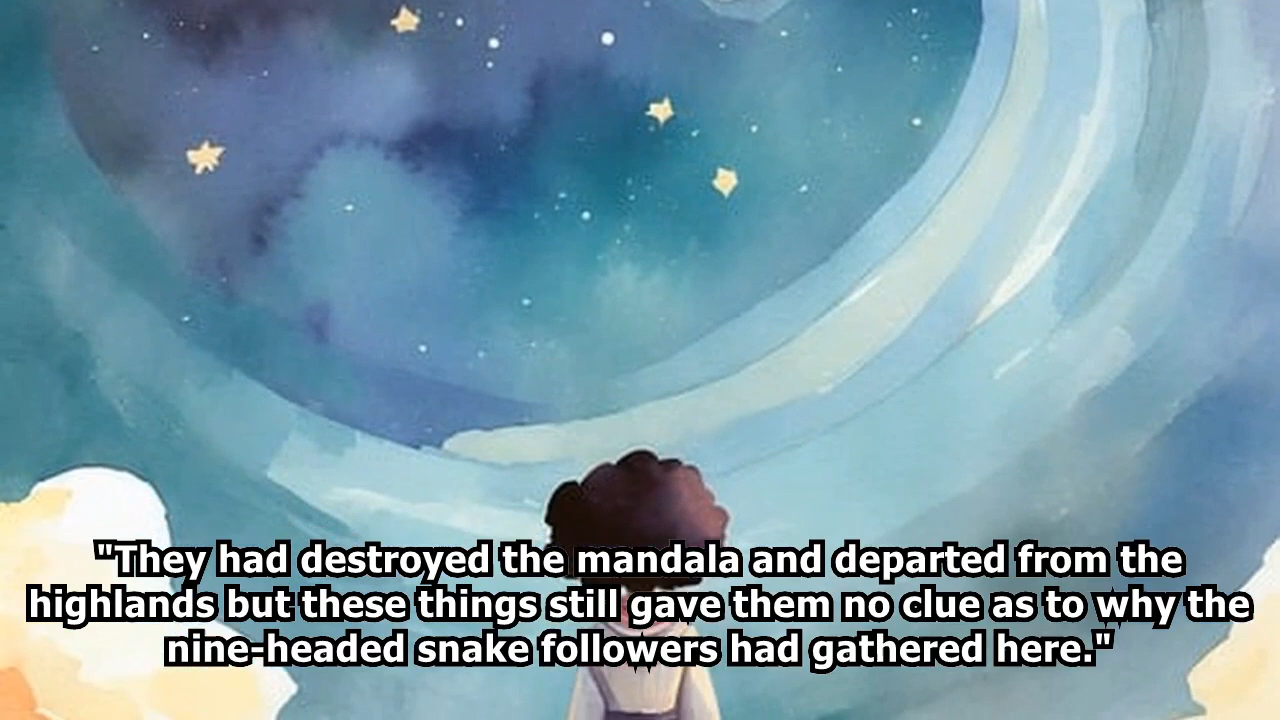 "They had destroyed the mandala and departed from the
highlands but these things still gave them no clue as to why the
nine-headed snake followers had gathered here."